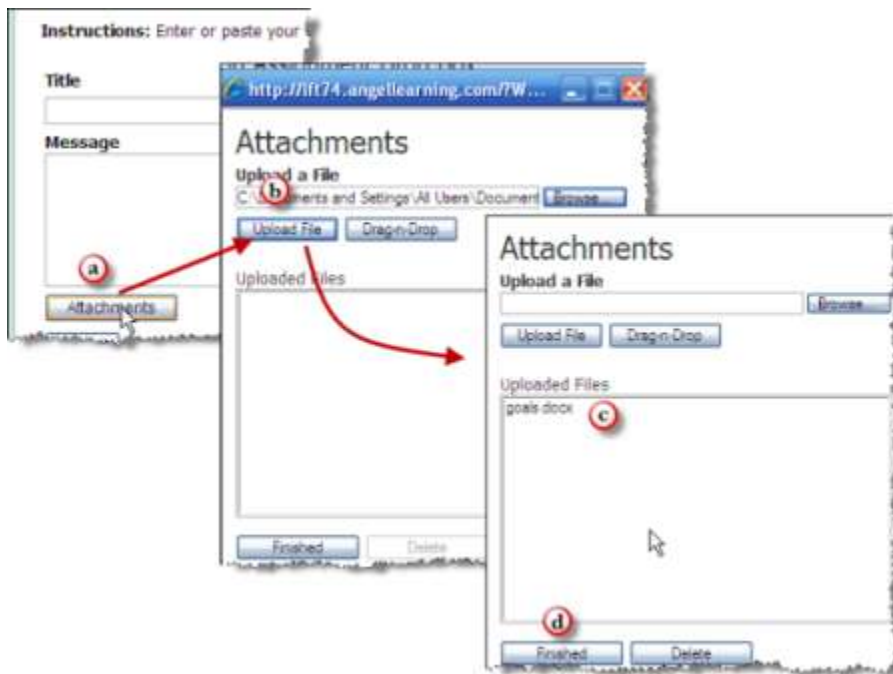 Instructions: Enter or paste your
Title
Message
a
Attachments
http://lft74.angellearning.com/?W...
Attachments
Upload a File
b
C:\ and Settings\All Users\Document Browse...
Upload File Drag-n-Drop
Uploaded Files
Finished Delete
Attachments
Upload a File
Browse...
Upload File Drag-n-Drop
Uploaded Files
goals.docx
c
d
Finished Delete